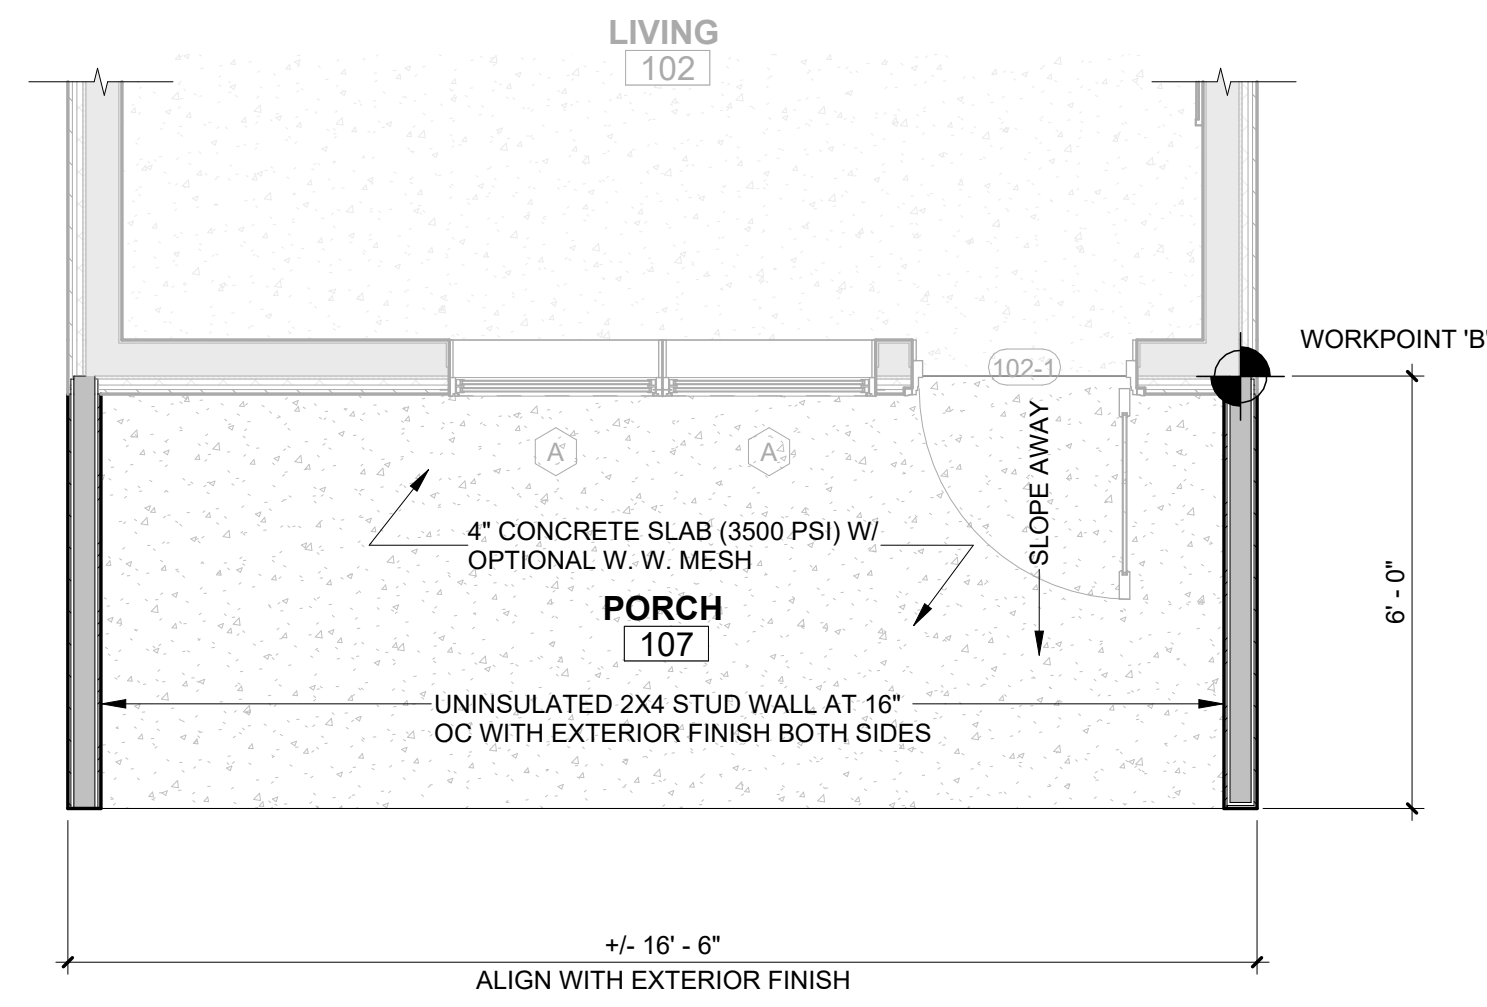 LIVING
102
WORKPOINT 'B'
102-1
A
A
SLOPE AWAY
4" CONCRETE SLAB (3500 PSI) W/
OPTIONAL W. W. MESH
6' - 0"
PORCH
107
UNINSULATED 2X4 STUD WALL AT 16"
OC WITH EXTERIOR FINISH BOTH SIDES
+/- 16' - 6"
ALIGN WITH EXTERIOR FINISH